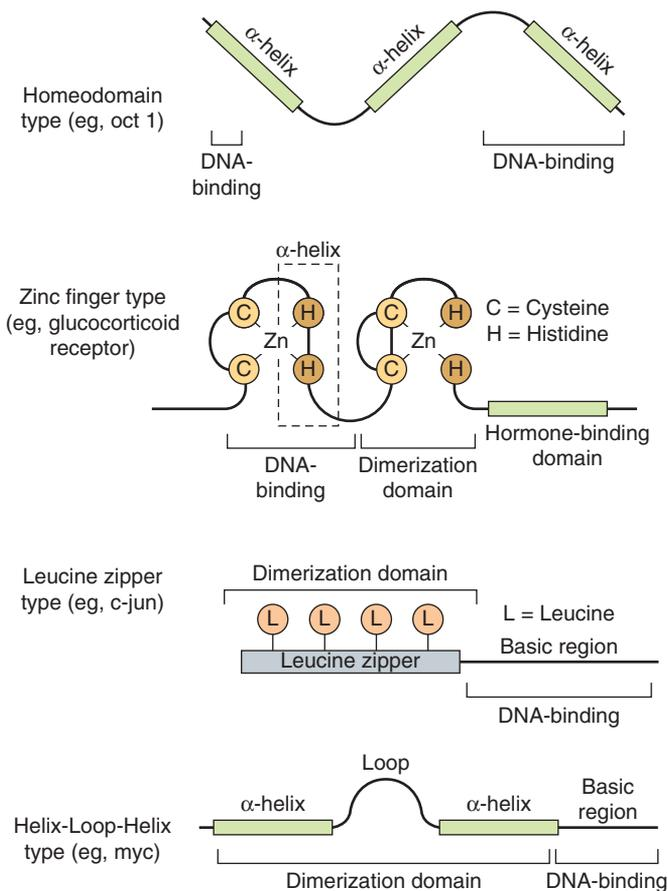 α-helix
α-helix
α-helix
Homeodomain
type (eg, oct 1)
DNA-
binding
DNA-binding
α-helix
Zinc finger type
(eg, glucocorticoid
receptor)
C
H
C
H
C = Cysteine
H = Histidine
Zn
Zn
C
H
C
H
Hormone-binding
domain
DNA-
binding
Dimerization
domain
Leucine zipper
type (eg, c-jun)
Dimerization domain
L
L
L
L
L = Leucine
Leucine zipper
Basic region
DNA-binding
Loop
Helix-Loop-Helix
type (eg, myc)
α-helix
α-helix
Basic
region
Dimerization domain
DNA-binding